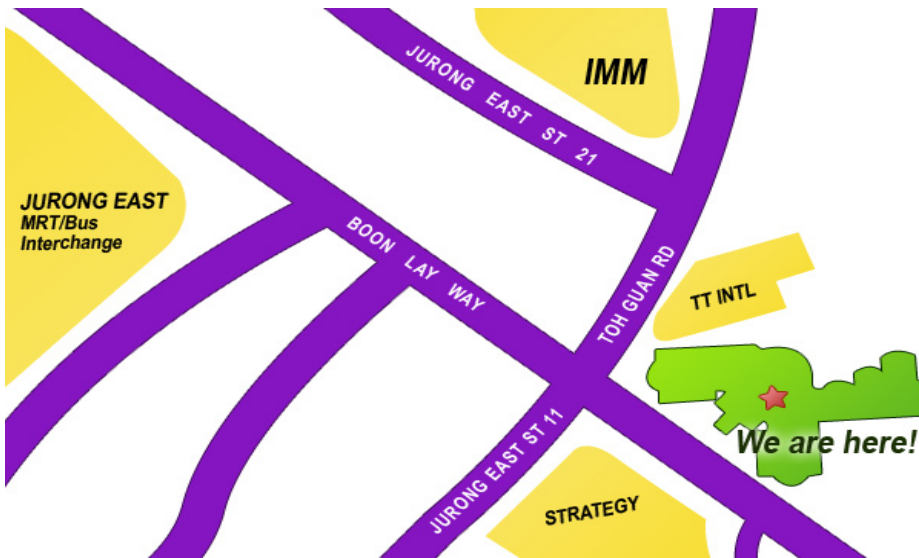 IMM
JURONG EAST ST 21
JURONG EAST
MRT/Bus
Interchange
BOON LAY WAY
TOH GUAN RD
TT INTL
We are here!
JURONG EAST ST 11
STRATEGY